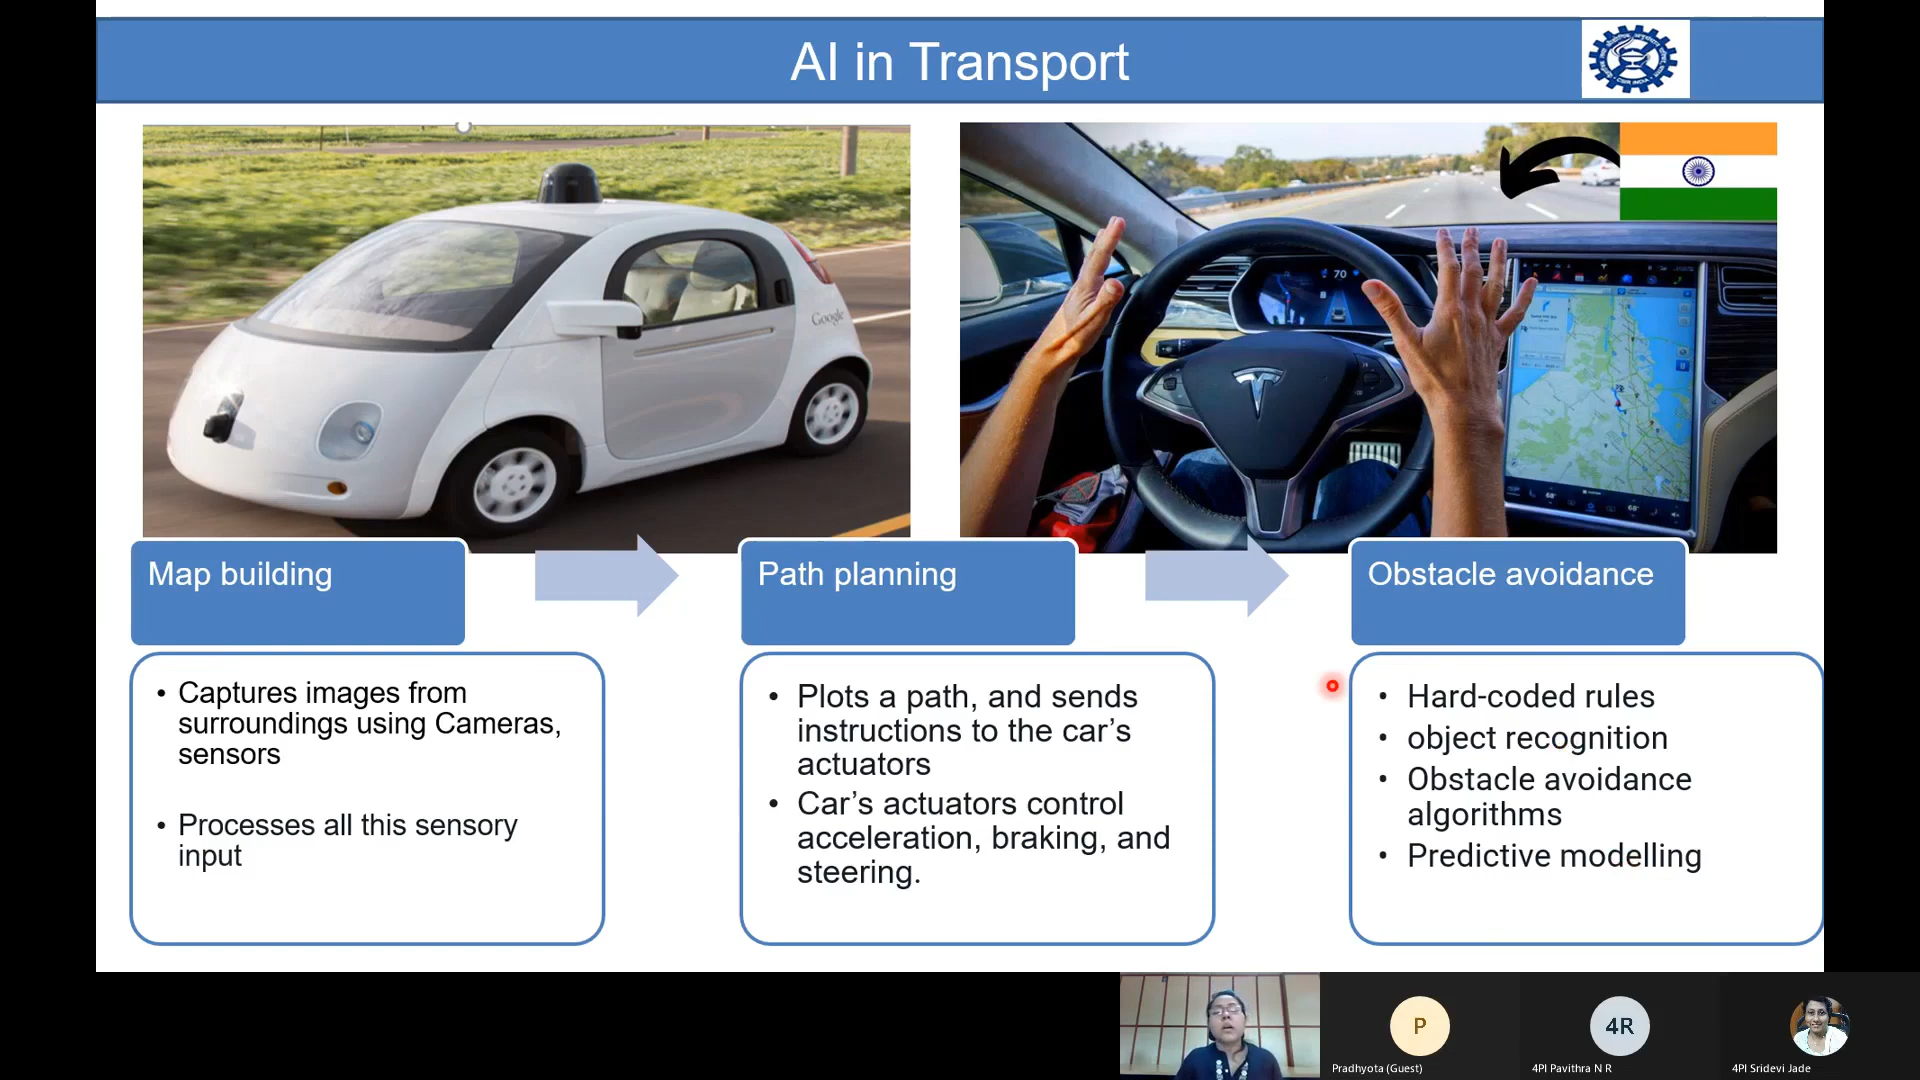 AI in Transport
CSIR INDIA
Google
70
Map building
Path planning
Obstacle avoidance
• Captures images from
surroundings using Cameras,
sensors
• Processes all this sensory
input
• Plots a path, and sends
instructions to the car’s
actuators
• Car’s actuators control
acceleration, braking, and
steering.
• Hard-coded rules
• object recognition
• Obstacle avoidance
algorithms
• Predictive modelling
P
4R
Pradhyota (Guest)
4PI Pavithra N R
4PI Sridevi Jade